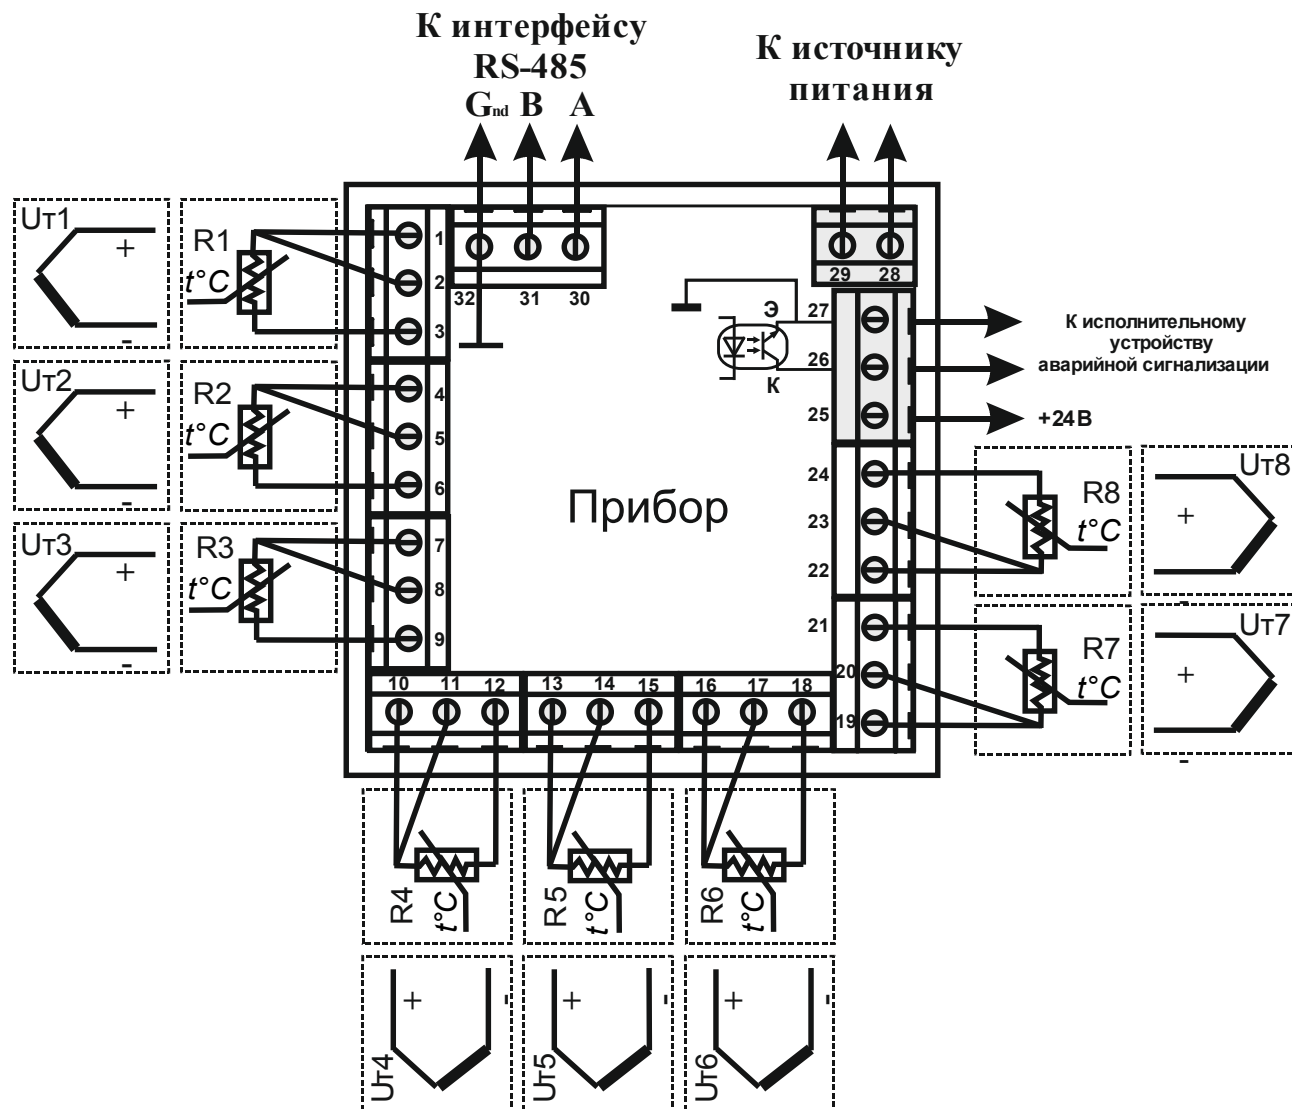 К интерфейсу
RS-485
Gnd B A
К источнику
питания
Uт1
+
-
R1
t°C
1
2
3
32
31
30
29
28
27
26
25
Э
К
К исполнительному
устройству
аварийной сигнализации
+24В
Uт2
+
-
R2
t°C
4
5
6
Uт3
+
-
R3
t°C
7
8
9
Прибор
24
23
22
R8
t°C
Uт8
+
-
21
20
19
R7
t°C
Uт7
+
-
10
11
12
13
14
15
16
17
18
R4
t°C
R5
t°C
R6
t°C
Uт4
+
-
Uт5
+
-
Uт6
+
-